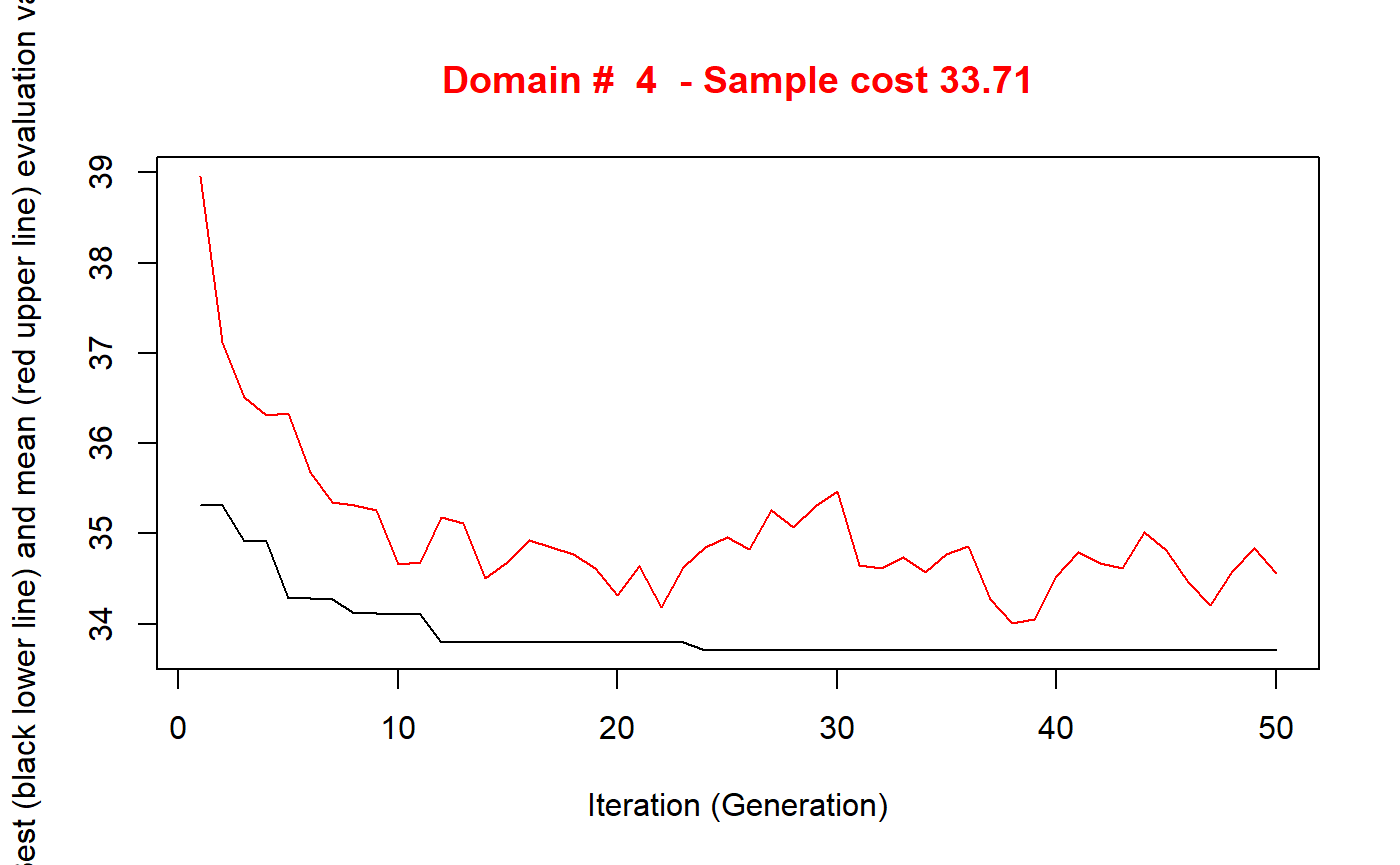 Domain # 4 - Sample cost 33.71
est (black lower line) and mean (red upper line) evaluation va
39
38
37
36
35
34
0 10 20 30 40 50
Iteration (Generation)